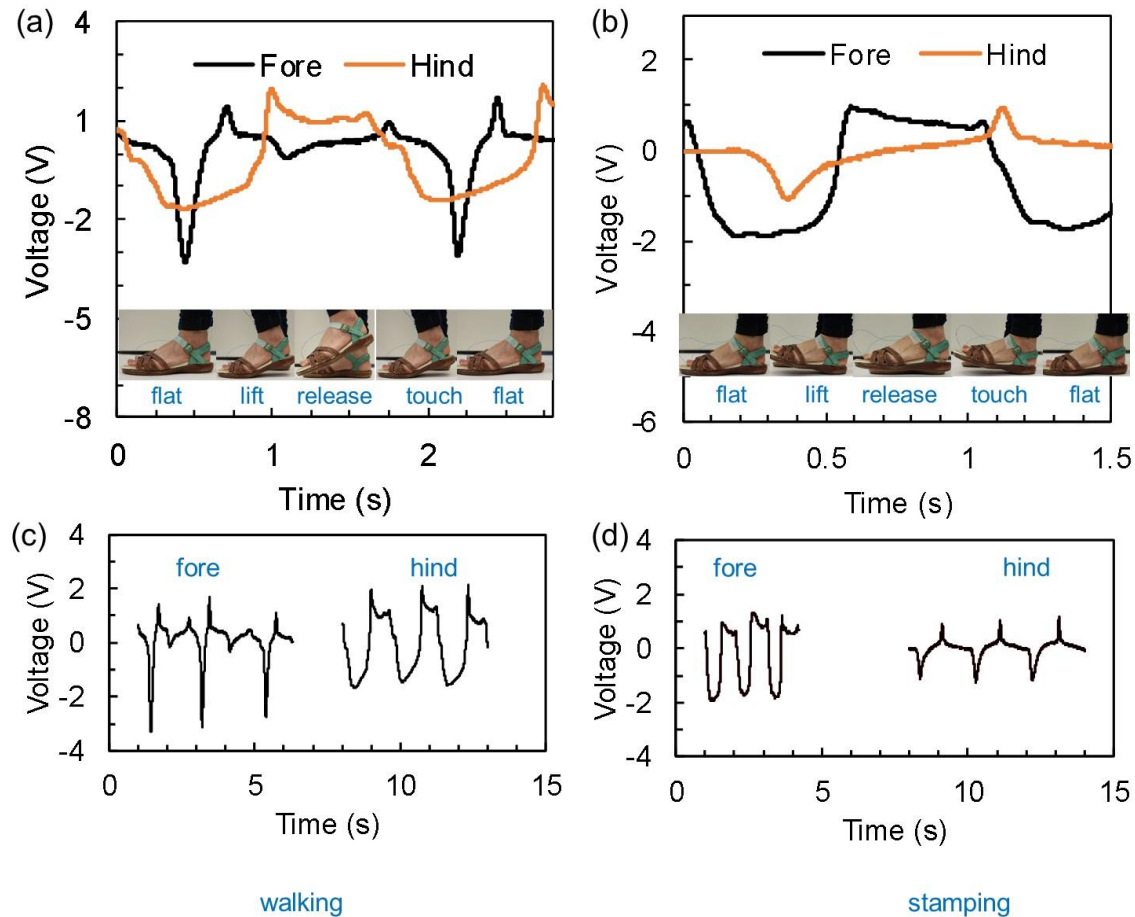 (a)
4
1
-2
-5
-8
Voltage (V)
Fore Hind
flat lift release touch flat
0 1 2
Time (s)
(b)
2
0
-2
-4
-6
Voltage (V)
Fore Hind
flat lift release touch flat
0 0.5 1 1.5
Time (s)
(c)
4
2
0
-2
-4
Voltage (V)
fore hind
0 5 10 15
Time (s)
(d)
4
2
0
-2
-4
Voltage (V)
fore hind
0 5 10 15
Time (s)
walking
stamping